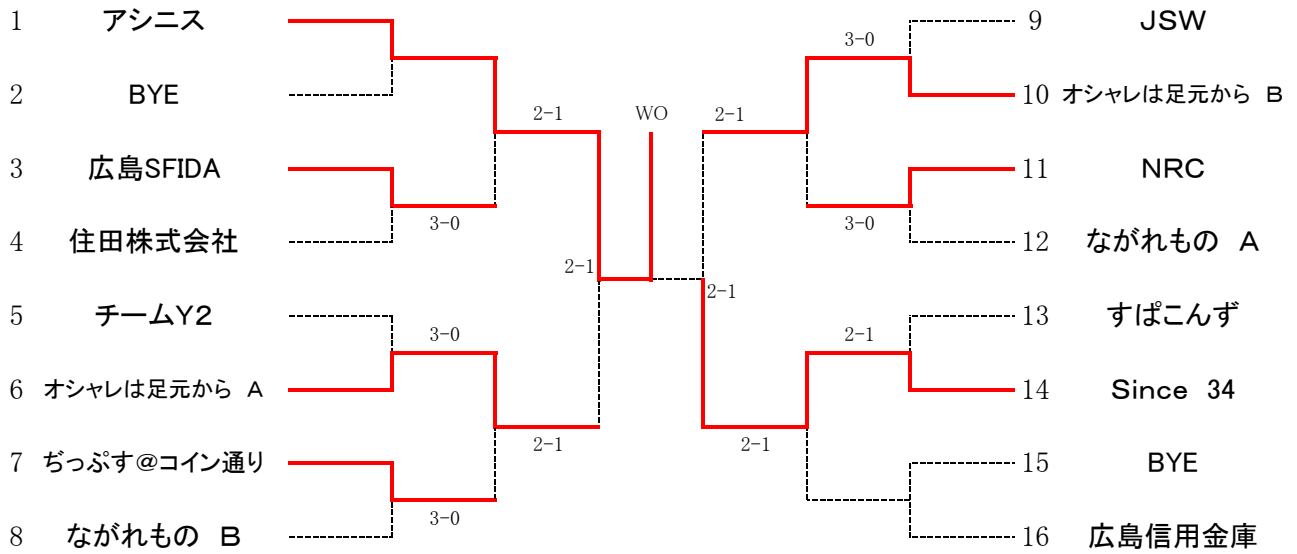 1 アシニス
2 BYE
3 広島SFIDA
4 住田株式会社
5 チームY2
6 オシャレは足元から A
7 ぢっぷす@コイン通り
8 ながれもの B
3-0
3-0
3-0
2-1
2-1
2-1
WO
2-1
2-1
2-1
3-0
3-0
2-1
9 JSW
10 オシャレは足元から B
11 NRC
12 ながれもの A
13 すぱこんず
14 Since 34
15 BYE
16 広島信用金庫